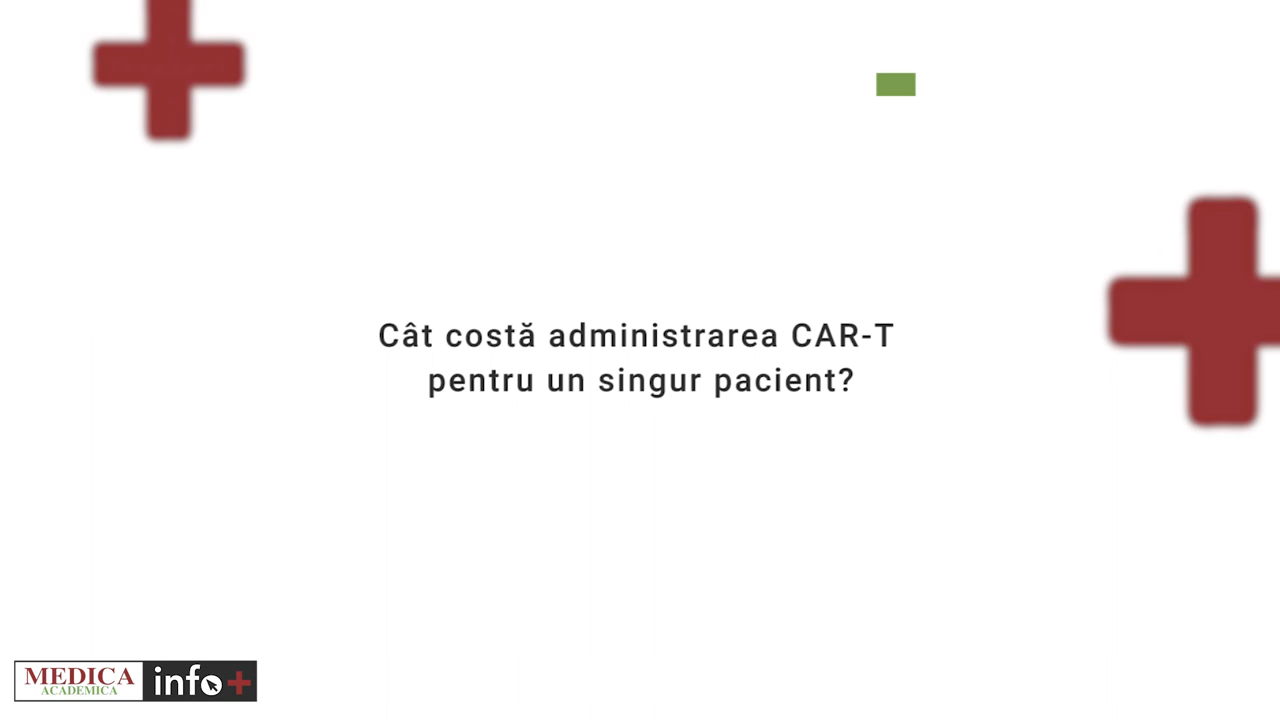 Cât costă administrarea CAR-T
pentru un singur pacient?
MEDICA
ACADEMICA
info